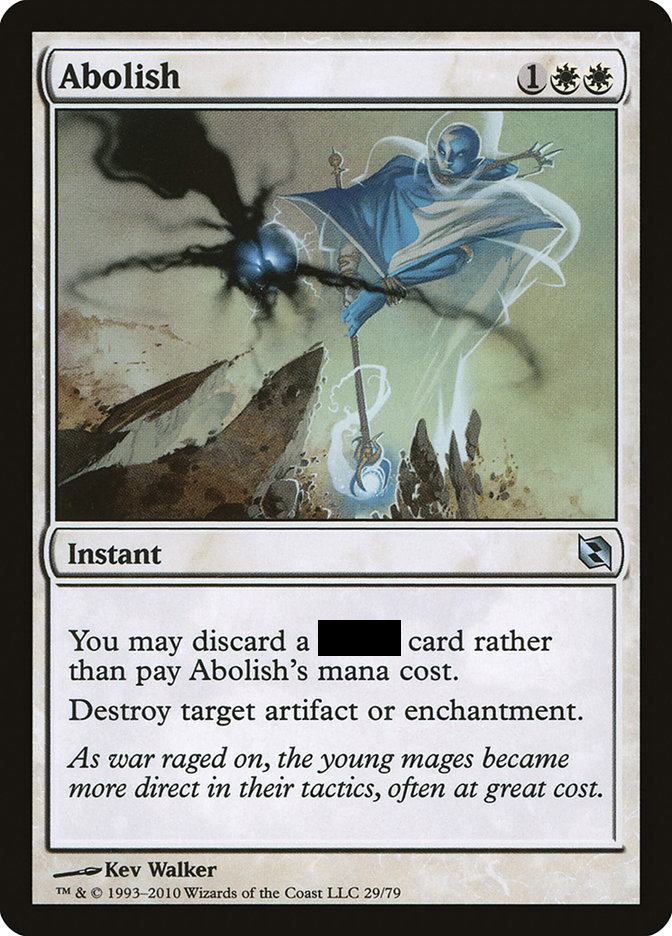 Abolish 1
Instant
You may discard a card rather
than pay Abolish's mana cost.
Destroy target artifact or enchantment.
As war raged on, the young mages became
more direct in their tactics, often at great cost.
Kev Walker
™ & © 1993–2010 Wizards of the Coast LLC 29/79